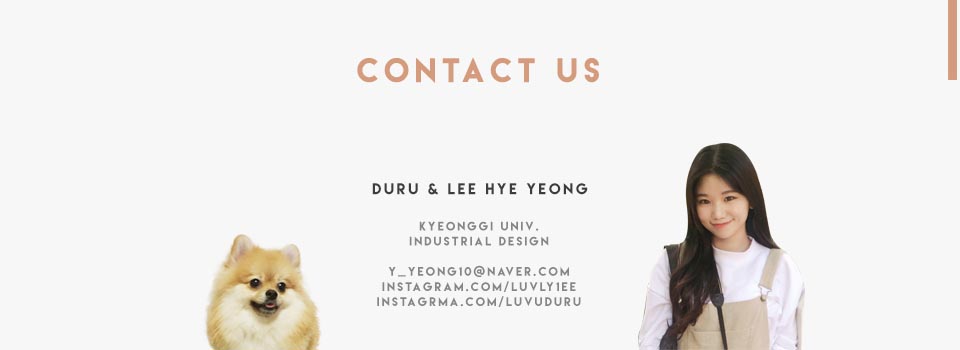 CONTACT US
DURU & LEE HYE YEONG
KYEONGGI UNIV.
INDUSTRIAL DESIGN
Y_YEONG10@NAVER.COM
INSTAGRAM.COM/LUVLY1EE
INSTAGRMA.COM/LUVUDURU